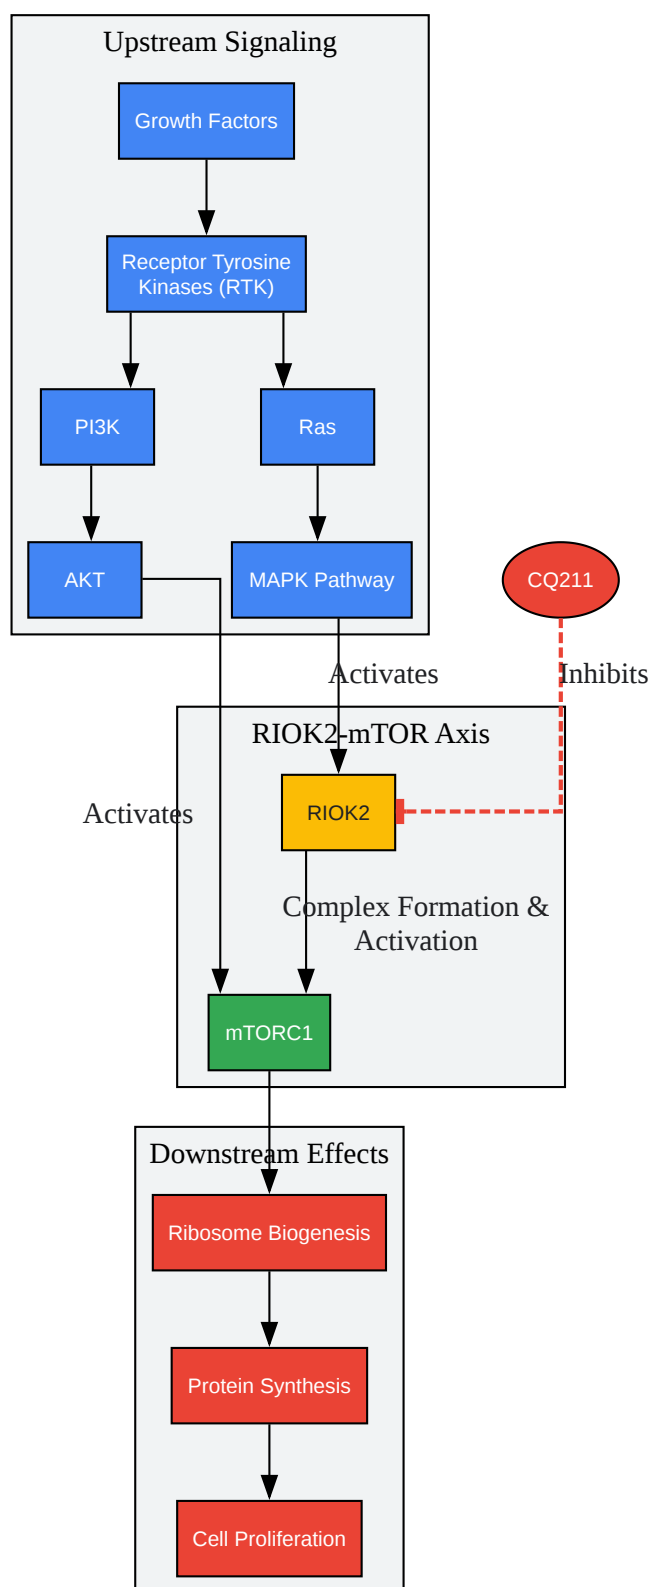 Upstream Signaling
Growth Factors
Receptor Tyrosine
Kinases (RTK)
PI3K
Ras
AKT
MAPK Pathway
CQ211
Activates
Inhibits
RIOK2-mTOR Axis
Activates
RIOK2
Complex Formation &
Activation
mTORC1
Downstream Effects
Ribosome Biogenesis
Protein Synthesis
Cell Proliferation